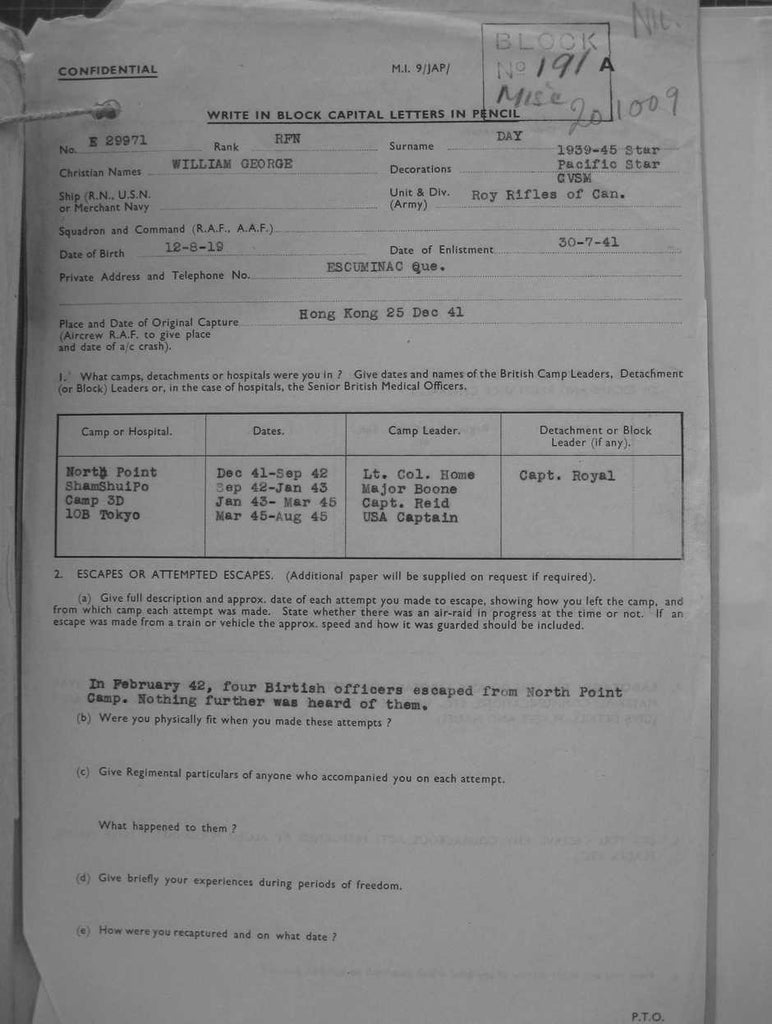 BLOCK
CONFIDENTIAL M.I. 9/JAP/ Nº 191 A
Misc 20 1009
WRITE IN BLOCK CAPITAL LETTERS IN PENCIL
No. E 29971 Rank RFN Surname DAY
Christian Names WILLIAM GEORGE Decorations 1939-45 Star
Pacific Star
CVSM
Ship (R.N., U.S.N. Unit & Div. Roy Rifles of Can.
or Merchant Navy (Army)
Squadron and Command (R.A.F., A.A.F.)
Date of Birth 12-8-19 Date of Enlistment 30-7-41
Private Address and Telephone No. ESCUMINAC Que.
Place and Date of Original Capture Hong Kong 25 Dec 41
(Aircrew R.A.F. to give place
and date of a/c crash).
1. What camps, detachments or hospitals were you in ? Give dates and names of the British Camp Leaders, Detachment
(or Block) Leaders or, in the case of hospitals, the Senior British Medical Officers.
Camp or Hospital. Dates. Camp Leader. Detachment or Block
Leader (if any).
North Point Dec 41-Sep 42 Lt. Col. Home Capt. Royal
ShamShuiPo Sep 42-Jan 43 Major Boone
Camp 3D Jan 43- Mar 45 Capt. Reid
10B Tokyo Mar 45-Aug 45 USA Captain
2. ESCAPES OR ATTEMPTED ESCAPES. (Additional paper will be supplied on request if required).
(a) Give full description and approx. date of each attempt you made to escape, showing how you left the camp, and
from which camp each attempt was made. State whether there was an air-raid in progress at the time or not. If an
escape was made from a train or vehicle the approx. speed and how it was guarded should be included.
In February 42, four Birtish officers escaped from North Point
Camp. Nothing further was heard of them.
(b) Were you physically fit when you made these attempts ?
(c) Give Regimental particulars of anyone who accompanied you on each attempt.
What happened to them ?
(d) Give briefly your experiences during periods of freedom.
(e) How were you recaptured and on what date ?
P.T.O.